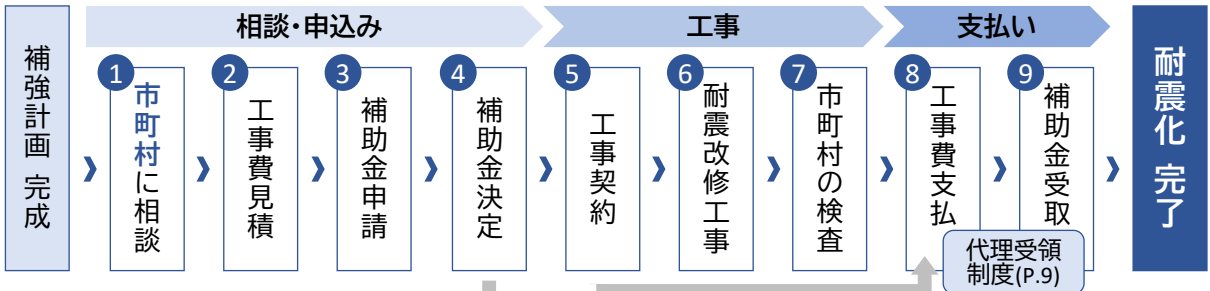 補強計画 完成
相談・申込み
工事
支払い
1
市町村に相談
2
工事費見積
3
補助金申請
4
補助金決定
5
工事契約
6
耐震改修工事
7
市町村の検査
8
工事費支払
9
補助金受取
代理受領
制度(P.9)
耐震化 完了